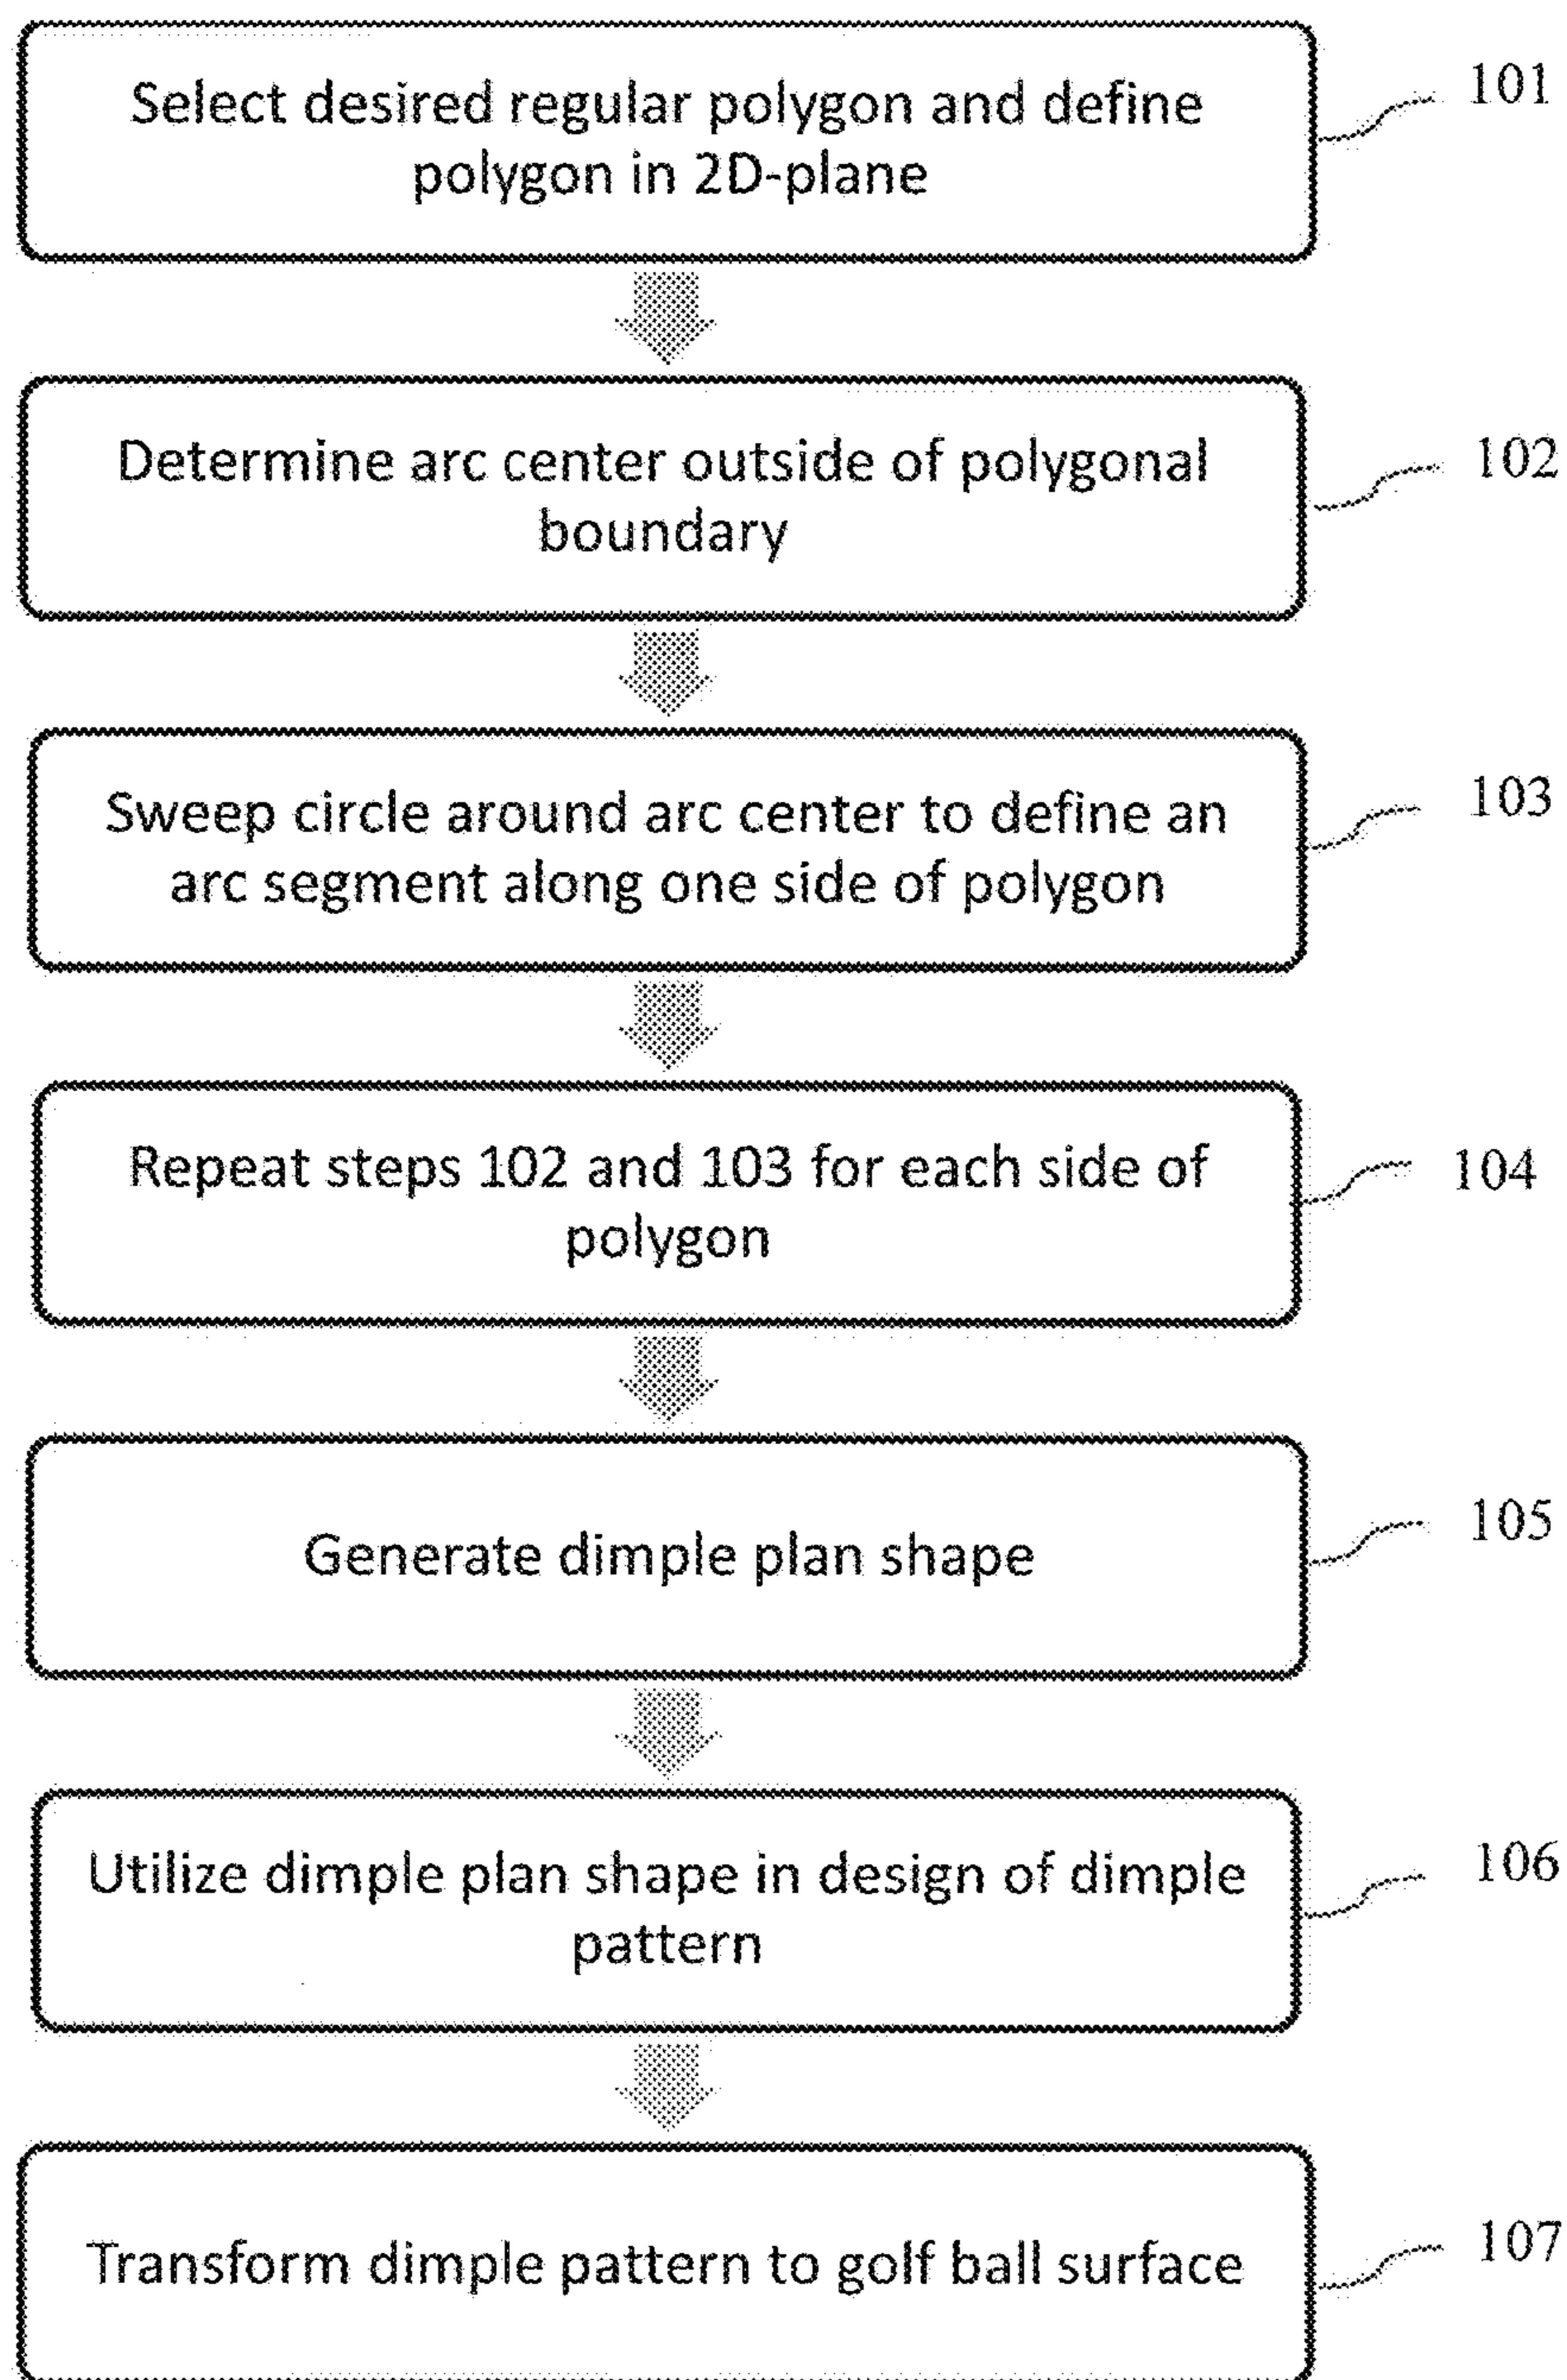 Select desired regular polygon and define
polygon in 2D-plane
101
Determine arc center outside of polygonal
boundary
102
Sweep circle around arc center to define an
arc segment along one side of polygon
103
Repeat steps 102 and 103 for each side of
polygon
104
Generate dimple plan shape
105
Utilize dimple plan shape in design of dimple
pattern
106
Transform dimple pattern to golf ball surface
107